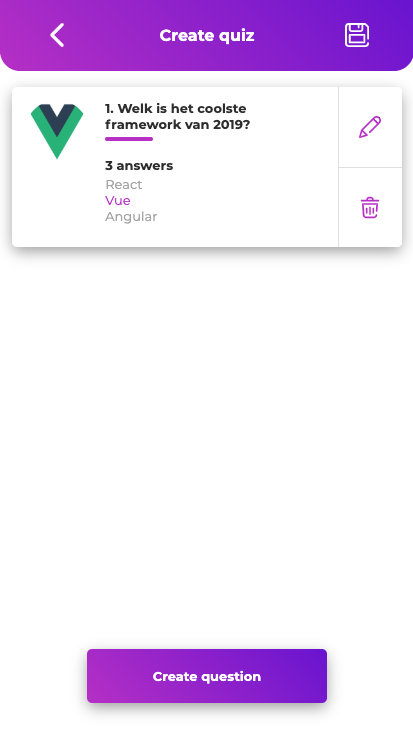 Create quiz
1. Welk is het coolste
framework van 2019?
3 answers
React
Vue
Angular
Create question